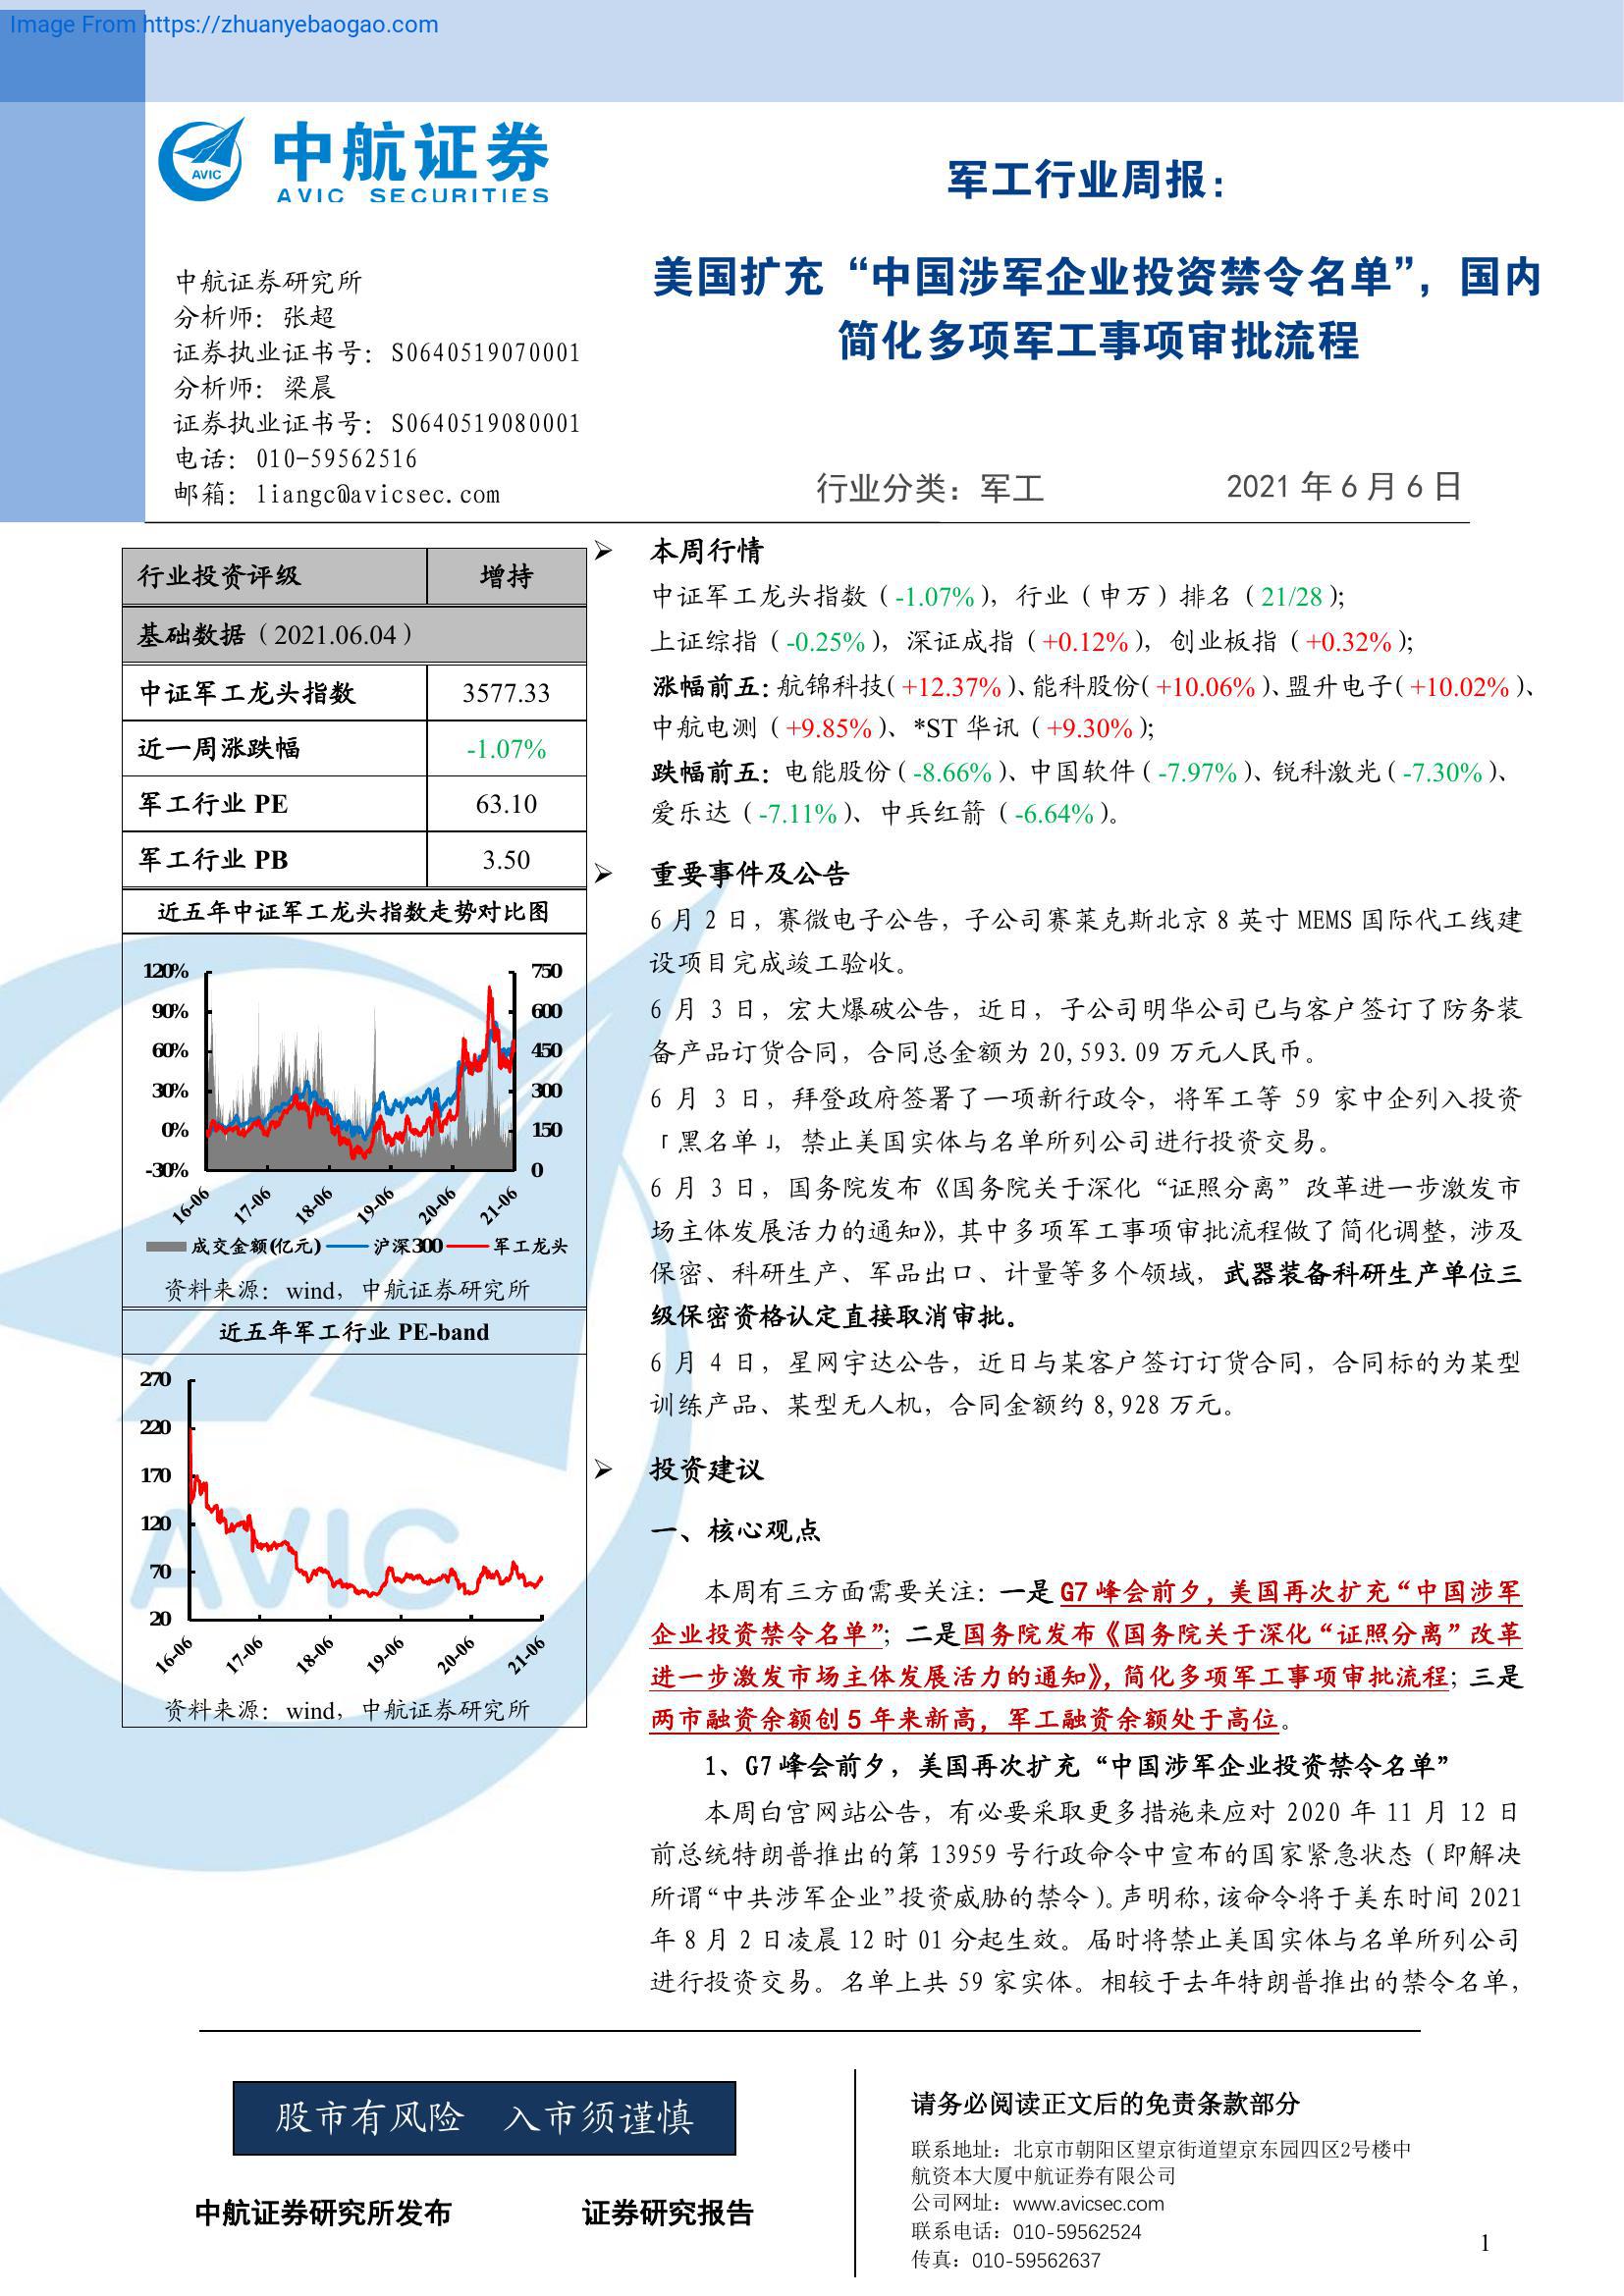 Image From https://zhuanyebaogao.com
AVIC
中航证券
AVIC SECURITIES
军工行业周报：
美国扩充“中国涉军企业投资禁令名单”，国内
简化多项军工事项审批流程
中航证券研究所
分析师：张超
证券执业证书号：S0640519070001
分析师：梁晨
证券执业证书号：S0640519080001
电话：010-59562516
邮箱：liangc@avicsec.com
行业分类：军工 2021 年 6 月 6 日
行业投资评级 增持
基础数据（2021.06.04）
中证军工龙头指数 3577.33
近一周涨跌幅 -1.07%
军工行业 PE 63.10
军工行业 PB 3.50
近五年中证军工龙头指数走势对比图
120% 750
90% 600
60% 450
30% 300
0% 150
-30% 0
16-06 17-06 18-06 19-06 20-06 21-06
成交金额(亿元) 沪深300 军工龙头
资料来源：wind，中航证券研究所
近五年军工行业 PE-band
270
220
170
120
70
20
16-06 17-06 18-06 19-06 20-06 21-06
资料来源：wind，中航证券研究所
AVIC
➢ 本周行情
中证军工龙头指数（-1.07%），行业（申万）排名（21/28）；
上证综指（-0.25%），深证成指（+0.12%），创业板指（+0.32%）；
涨幅前五：航锦科技（+12.37%）、能科股份（+10.06%）、盟升电子（+10.02%）、
中航电测（+9.85%）、*ST 华讯（+9.30%）；
跌幅前五：电能股份（-8.66%）、中国软件（-7.97%）、锐科激光（-7.30%）、
爱乐达（-7.11%）、中兵红箭（-6.64%）。
➢ 重要事件及公告
6 月 2 日，赛微电子公告，子公司赛莱克斯北京 8 英寸 MEMS 国际代工线建
设项目完成竣工验收。
6 月 3 日，宏大爆破公告，近日，子公司明华公司已与客户签订了防务装
备产品订货合同，合同总金额为 20,593.09 万元人民币。
6 月 3 日，拜登政府签署了一项新行政令，将军工等 59 家中企列入投资
「黑名单」，禁止美国实体与名单所列公司进行投资交易。
6 月 3 日，国务院发布《国务院关于深化“证照分离”改革进一步激发市
场主体发展活力的通知》，其中多项军工事项审批流程做了简化调整，涉及
保密、科研生产、军品出口、计量等多个领域，武器装备科研生产单位三
级保密资格认定直接取消审批。
6 月 4 日，星网宇达公告，近日与某客户签订订货合同，合同标的为某型
训练产品、某型无人机，合同金额约 8,928 万元。
➢ 投资建议
一、核心观点
本周有三方面需要关注：一是 G7 峰会前夕，美国再次扩充“中国涉军
企业投资禁令名单”；二是国务院发布《国务院关于深化“证照分离”改革
进一步激发市场主体发展活力的通知》，简化多项军工事项审批流程；三是
两市融资余额创 5 年来新高，军工融资余额处于高位。
1、G7 峰会前夕，美国再次扩充“中国涉军企业投资禁令名单”
本周白宫网站公告，有必要采取更多措施来应对 2020 年 11 月 12 日
前总统特朗普推出的第 13959 号行政命令中宣布的国家紧急状态（即解决
所谓“中共涉军企业”投资威胁的禁令）。声明称，该命令将于美东时间 2021
年 8 月 2 日凌晨 12 时 01 分起生效。届时将禁止美国实体与名单所列公司
进行投资交易。名单上共 59 家实体。相较于去年特朗普推出的禁令名单，
股市有风险 入市须谨慎
中航证券研究所发布 证券研究报告
请务必阅读正文后的免责条款部分
联系地址：北京市朝阳区望京街道望京东园四区2号楼中
航资本大厦中航证券有限公司
公司网址：www.avicsec.com
联系电话：010-59562524
传真：010-59562637
1